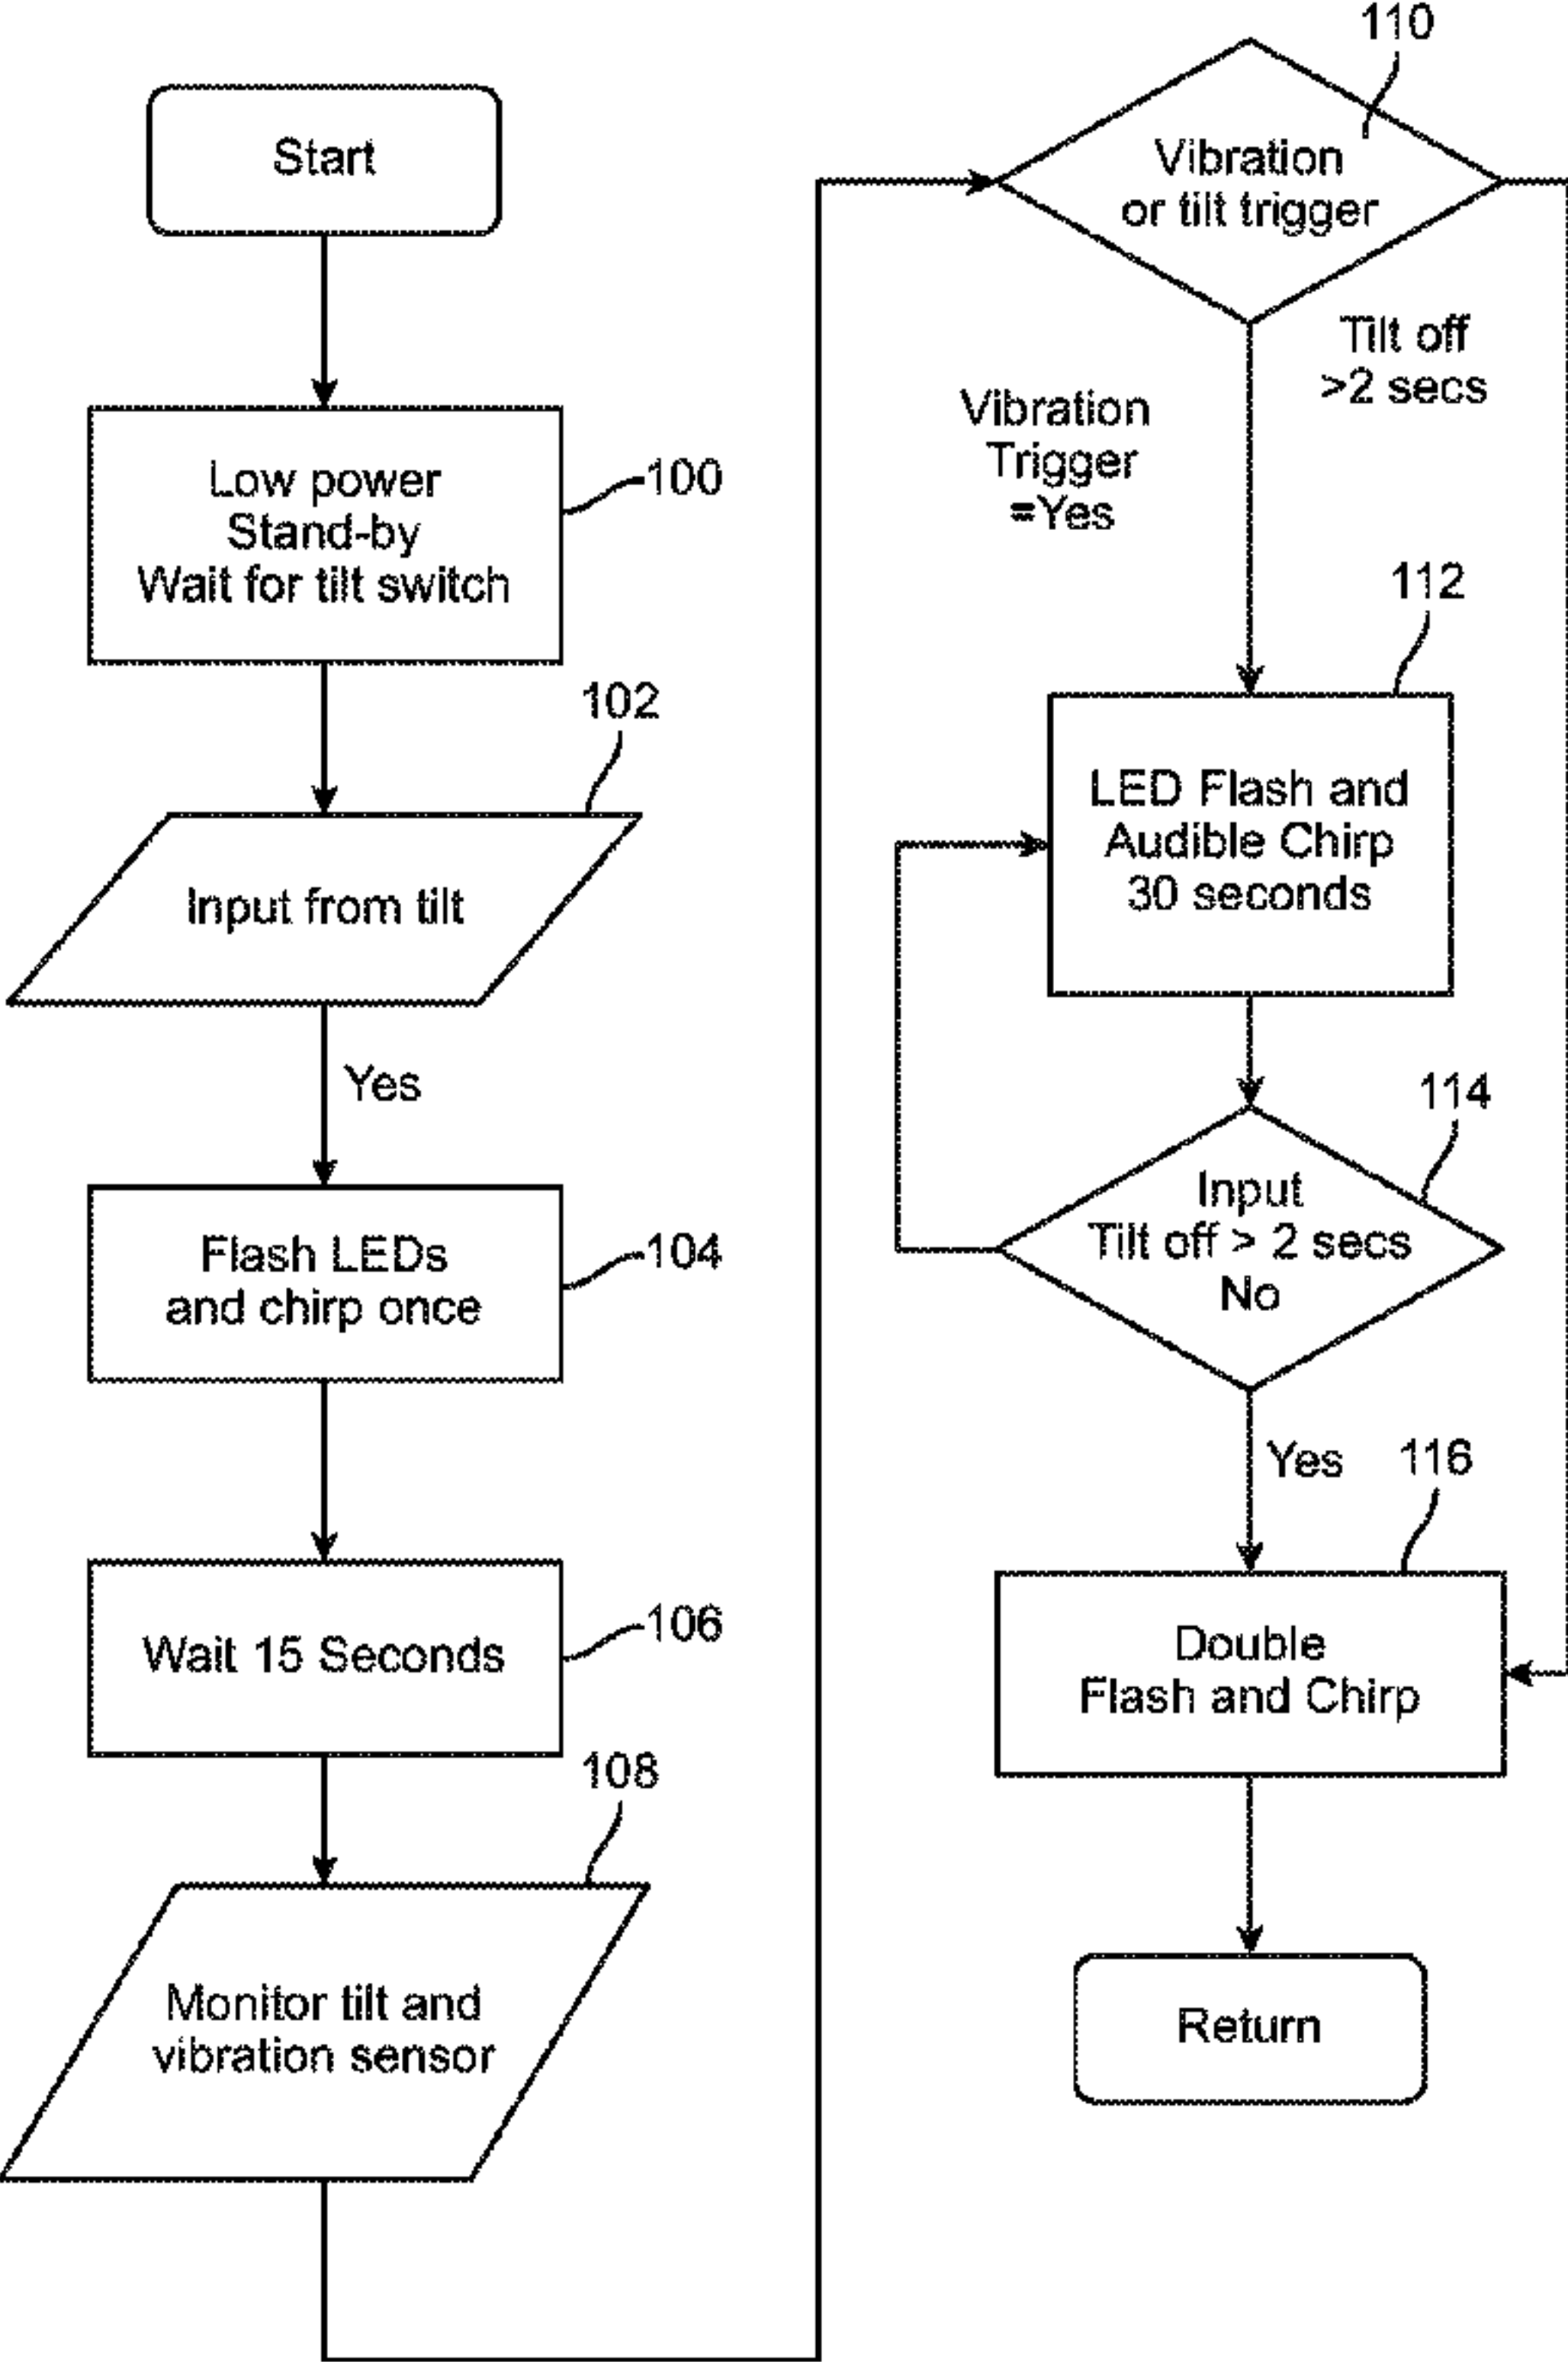 Start
Low power
Stand-by
Wait for tilt switch
100
102
Input from tilt
Yes
Flash LEDs
and chirp once
104
Wait 15 Seconds
106
108
Monitor tilt and
vibration sensor
110
Vibration
or tilt trigger
Tilt off
>2 secs
Vibration
Trigger
=Yes
112
LED Flash and
Audible Chirp
30 seconds
114
Input
Tilt off > 2 secs
No
Yes
116
Double
Flash and Chirp
Return